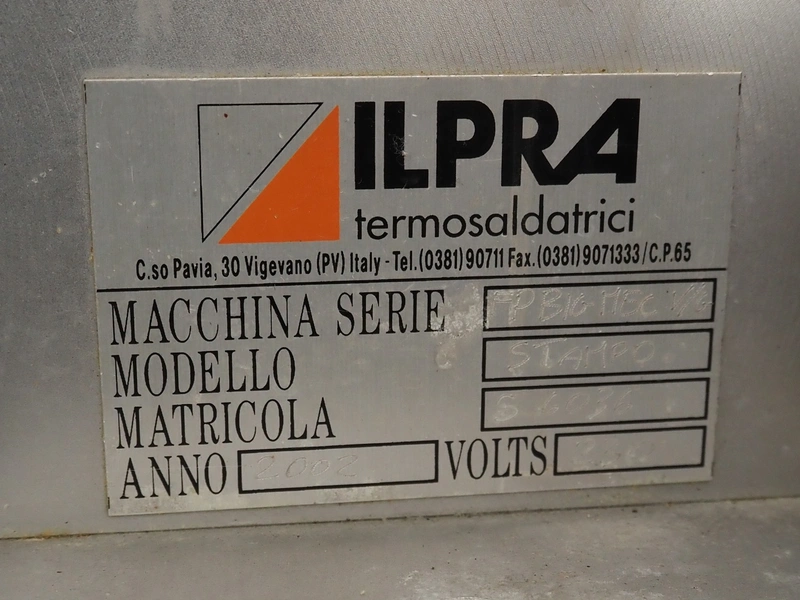 ILPRA
termosaldatrici
C.so Pavia, 30 Vigevano (PV) Italy - Tel.(0381)90711 Fax.(0381)9071333/C.P.65
MACCHINA SERIE
MODELLO STAMPO
MATRICOLA
ANNO 2002 VOLTS